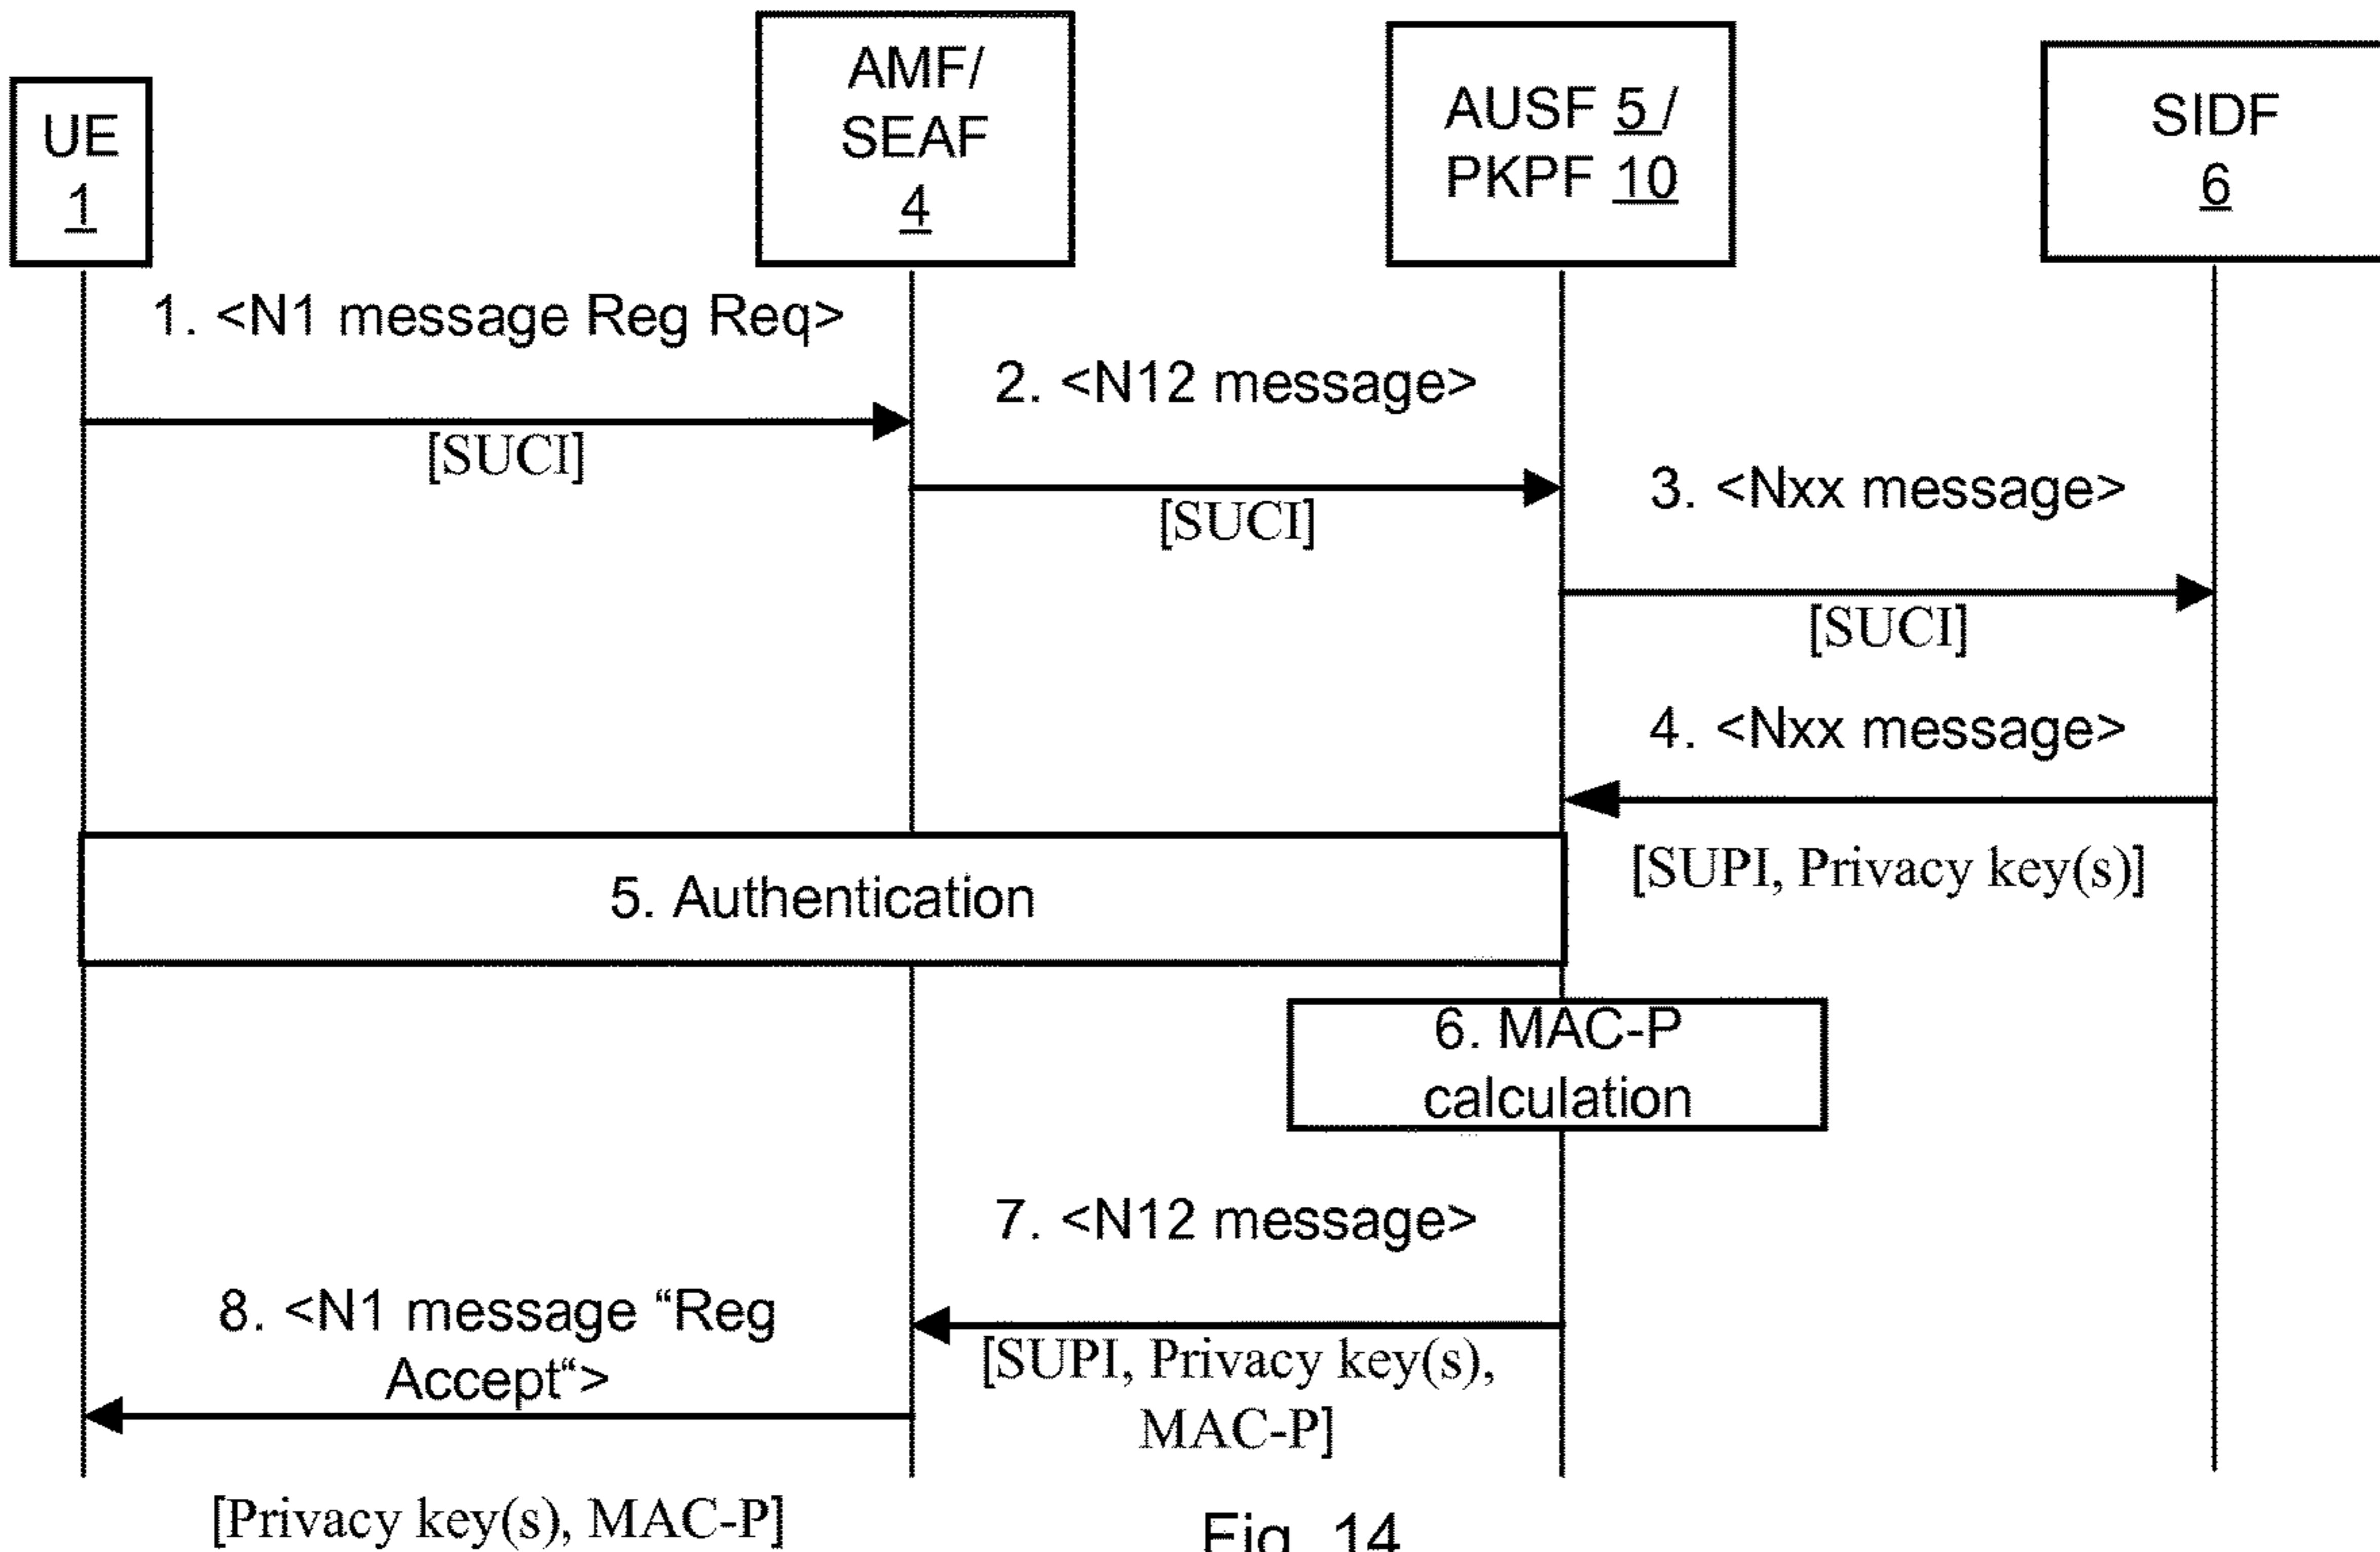 UE
1
AMF/
SEAF
4
AUSF 5 /
PKPF 10
SIDF
6
1. <N1 message Reg Req>
[SUCI]
2. <N12 message>
[SUCI]
3. <Nxx message>
[SUCI]
4. <Nxx message>
[SUPI, Privacy key(s)]
5. Authentication
6. MAC-P
calculation
7. <N12 message>
[SUPI, Privacy key(s),
MAC-P]
8. <N1 message “Reg
Accept“>
[Privacy key(s), MAC-P]
Fig. 14